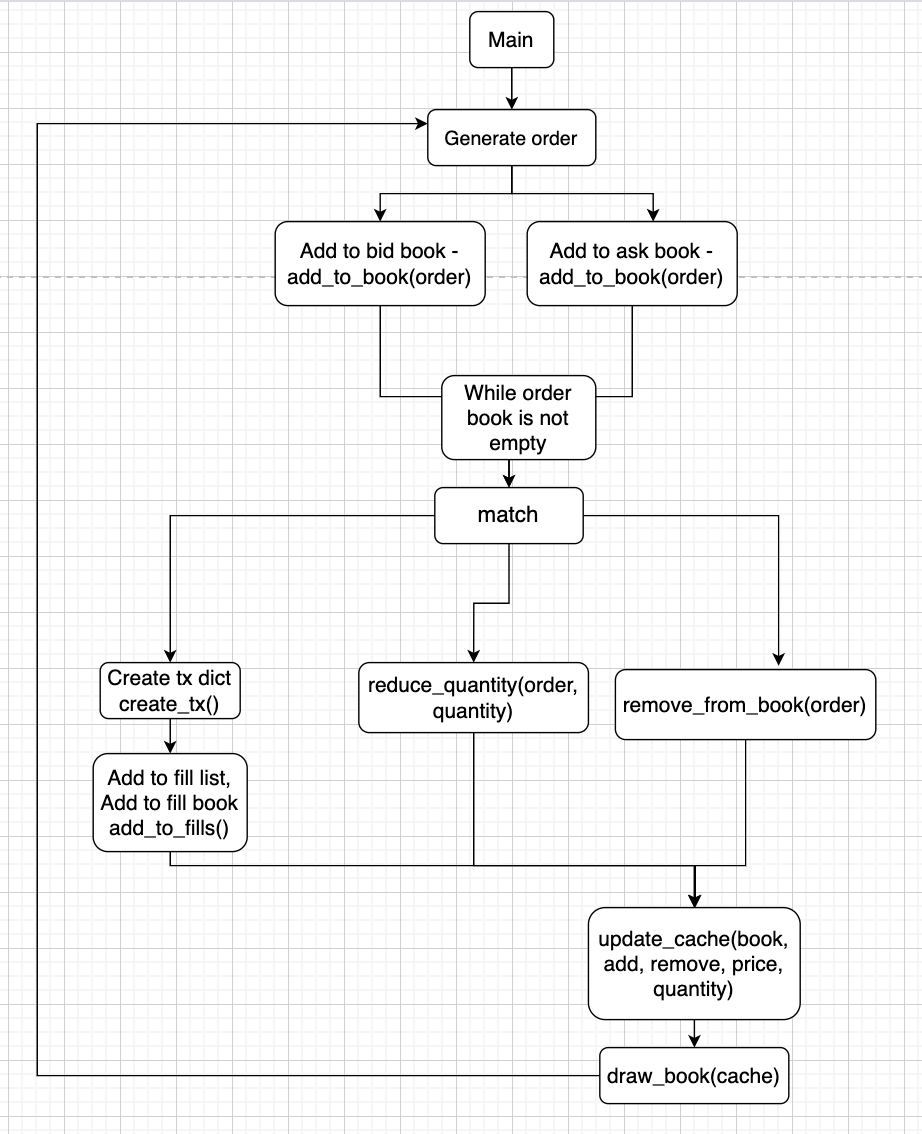 Main
Generate order
Add to bid book -
add_to_book(order)
Add to ask book -
add_to_book(order)
While order
book is not
empty
match
Create tx dict
create_tx()
reduce_quantity(order,
quantity)
remove_from_book(order)
Add to fill list,
Add to fill book
add_to_fills()
update_cache(book,
add, remove, price,
quantity)
draw_book(cache)